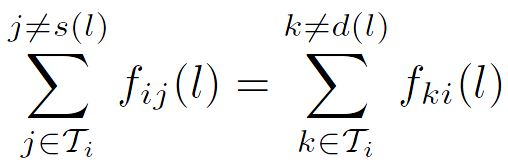 $$\sum_{j \in \mathcal{T}_i}^{j \neq s(l)} f_{ij}(l) = \sum_{k \in \mathcal{T}_i}^{k \neq d(l)} f_{ki}(l)$$